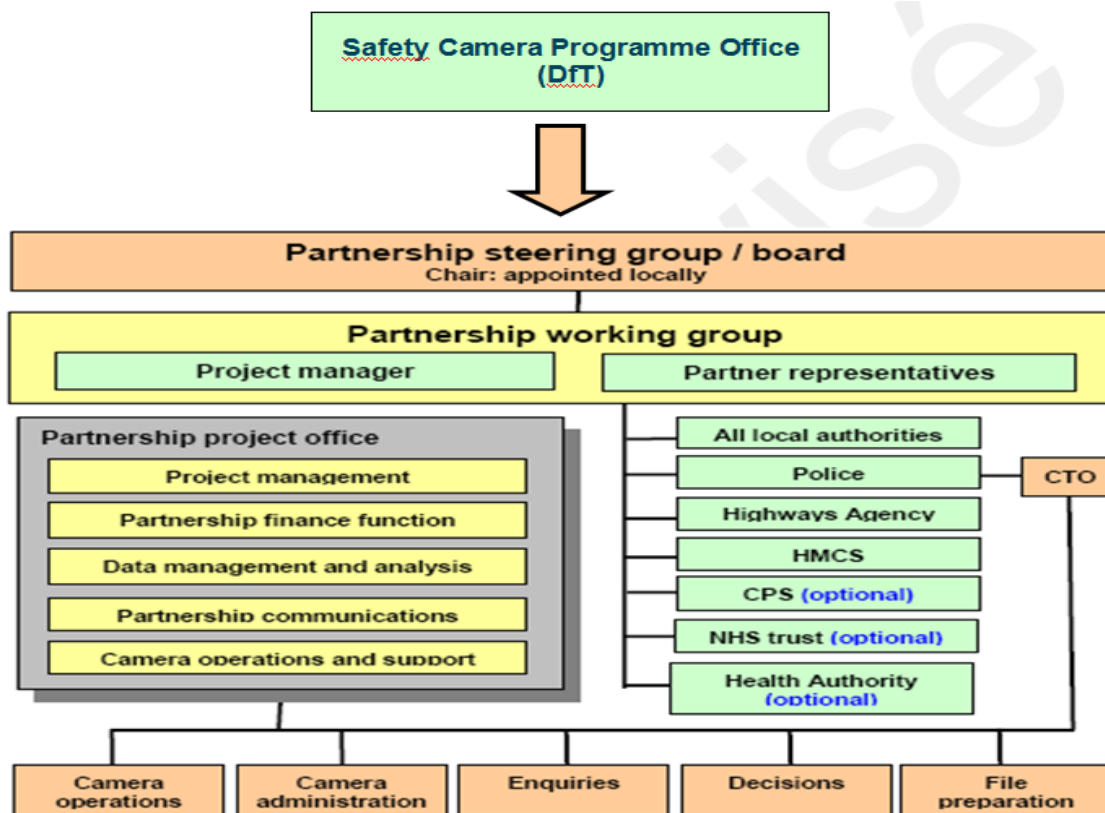 Safety Camera Programme Office
(DfT)
Partnership steering group / board
Chair: appointed locally
Partnership working group
Project manager
Partner representatives
Partnership project office
Project management
Partnership finance function
Data management and analysis
Partnership communications
Camera operations and support
All local authorities
Police
CTO
Highways Agency
HMCS
CPS (optional)
NHS trust (optional)
Health Authority
(optional)
Camera
operations
Camera
administration
Enquiries
Decisions
File
preparation